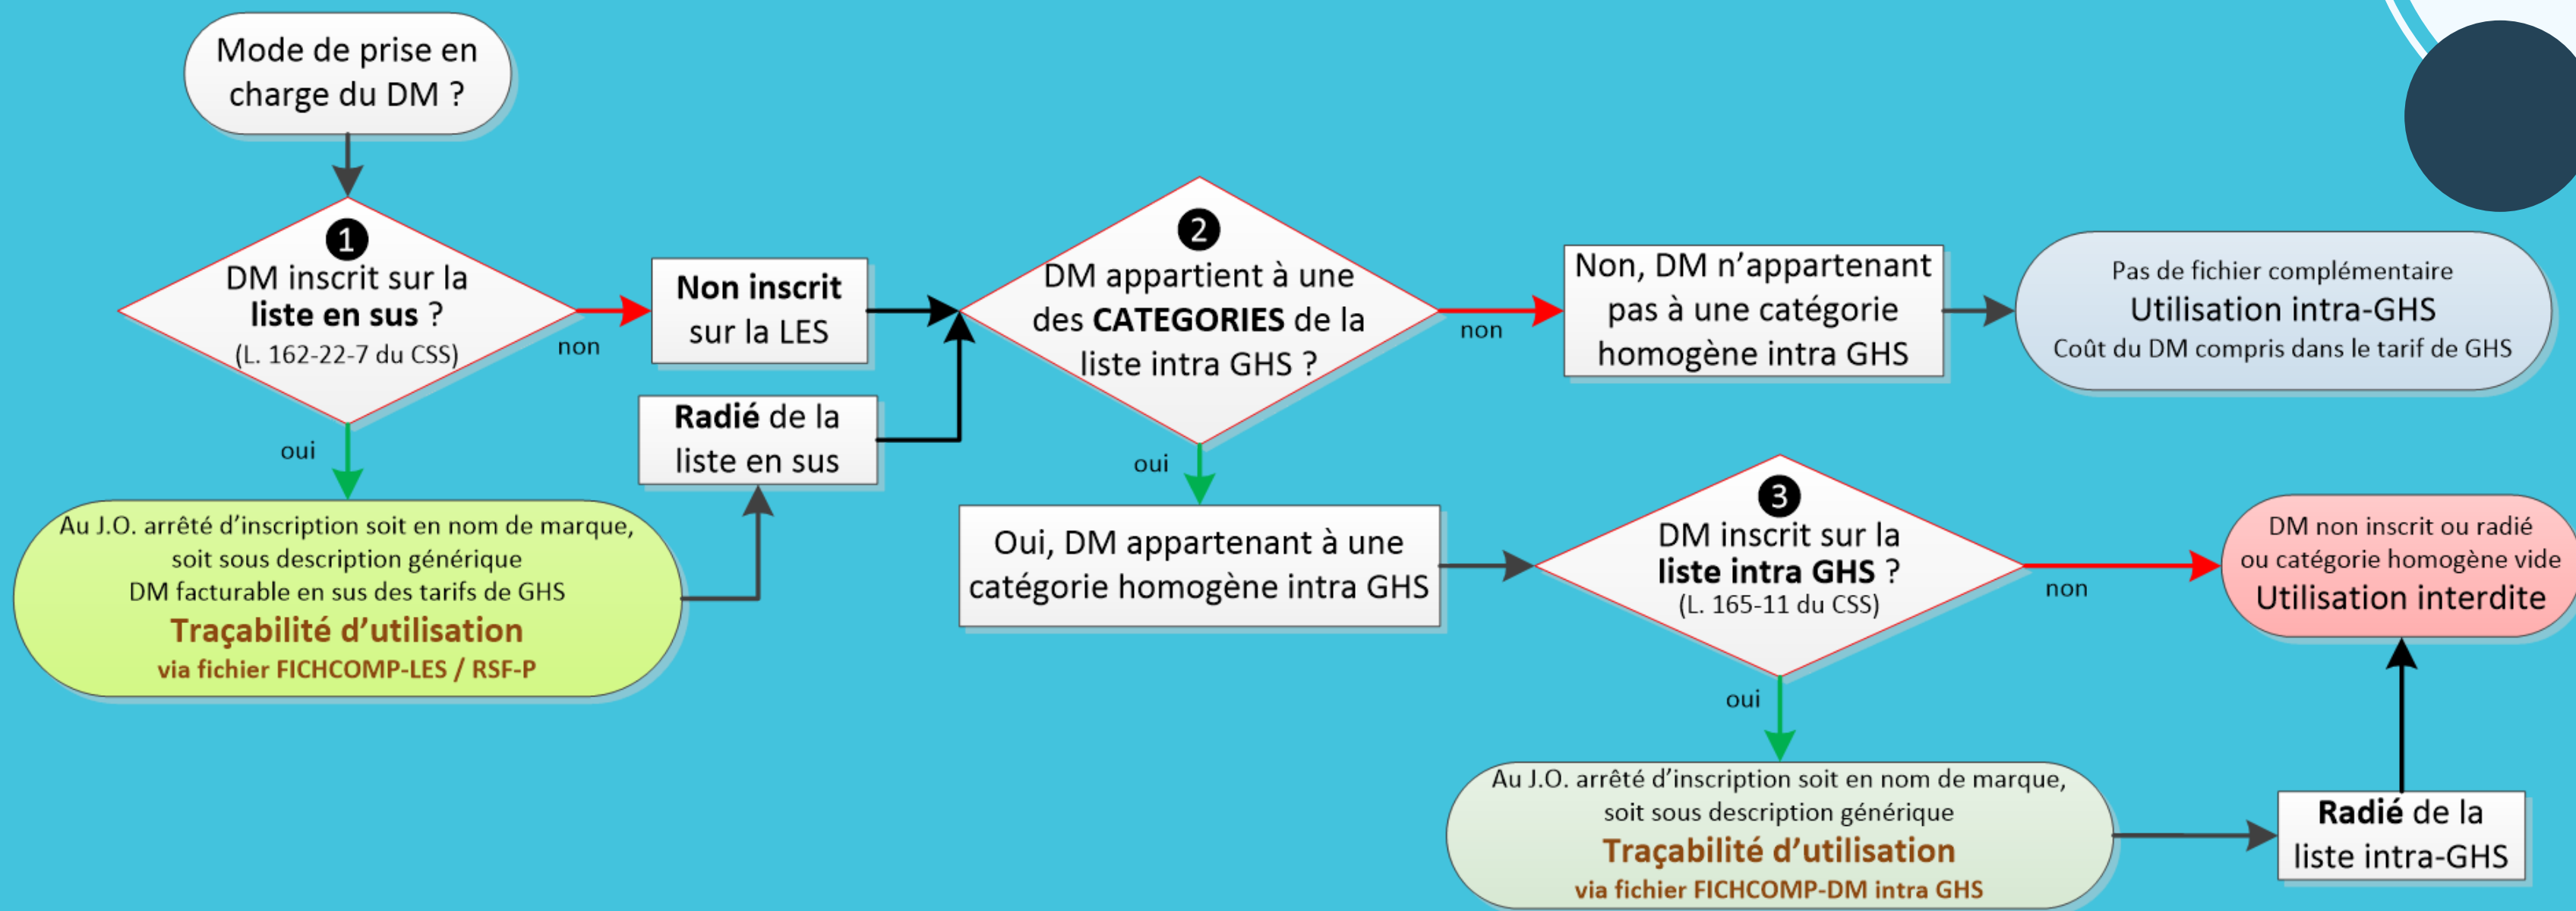 Mode de prise en
charge du DM ?
1
DM inscrit sur la
liste en sus ?
(L. 162-22-7 du CSS)
non
oui
Non inscrit
sur la LES
Radié de la
liste en sus
Au J.O. arrêté d’inscription soit en nom de marque,
soit sous description générique
DM facturable en sus des tarifs de GHS
Traçabilité d’utilisation
via fichier FICHCOMP-LES / RSF-P
2
DM appartient à une
des CATEGORIES de la
liste intra GHS ?
non
oui
Non, DM n’appartenant
pas à une catégorie
homogène intra GHS
Pas de fichier complémentaire
Utilisation intra-GHS
Coût du DM compris dans le tarif de GHS
Oui, DM appartenant à une
catégorie homogène intra GHS
3
DM inscrit sur la
liste intra GHS ?
(L. 165-11 du CSS)
non
oui
DM non inscrit ou radié
ou catégorie homogène vide
Utilisation interdite
Au J.O. arrêté d’inscription soit en nom de marque,
soit sous description générique
Traçabilité d’utilisation
via fichier FICHCOMP-DM intra GHS
Radié de la
liste intra-GHS